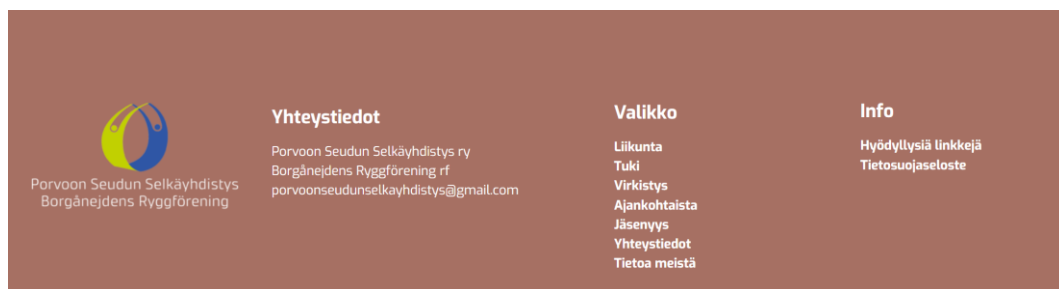 Porvoon Seudun Selkäyhdistys
Borgånejdens Ryggförening
Yhteystiedot
Porvoon Seudun Selkäyhdistys ry
Borgånejdens Ryggförening rf
porvoonseudunselkayhdistys@gmail.com
Valikko
Liikunta
Tuki
Virkistys
Ajankohtaista
Jäsenyys
Yhteystiedot
Tietoa meistä
Info
Hyödyllysiä linkkejä
Tietosuojaseloste